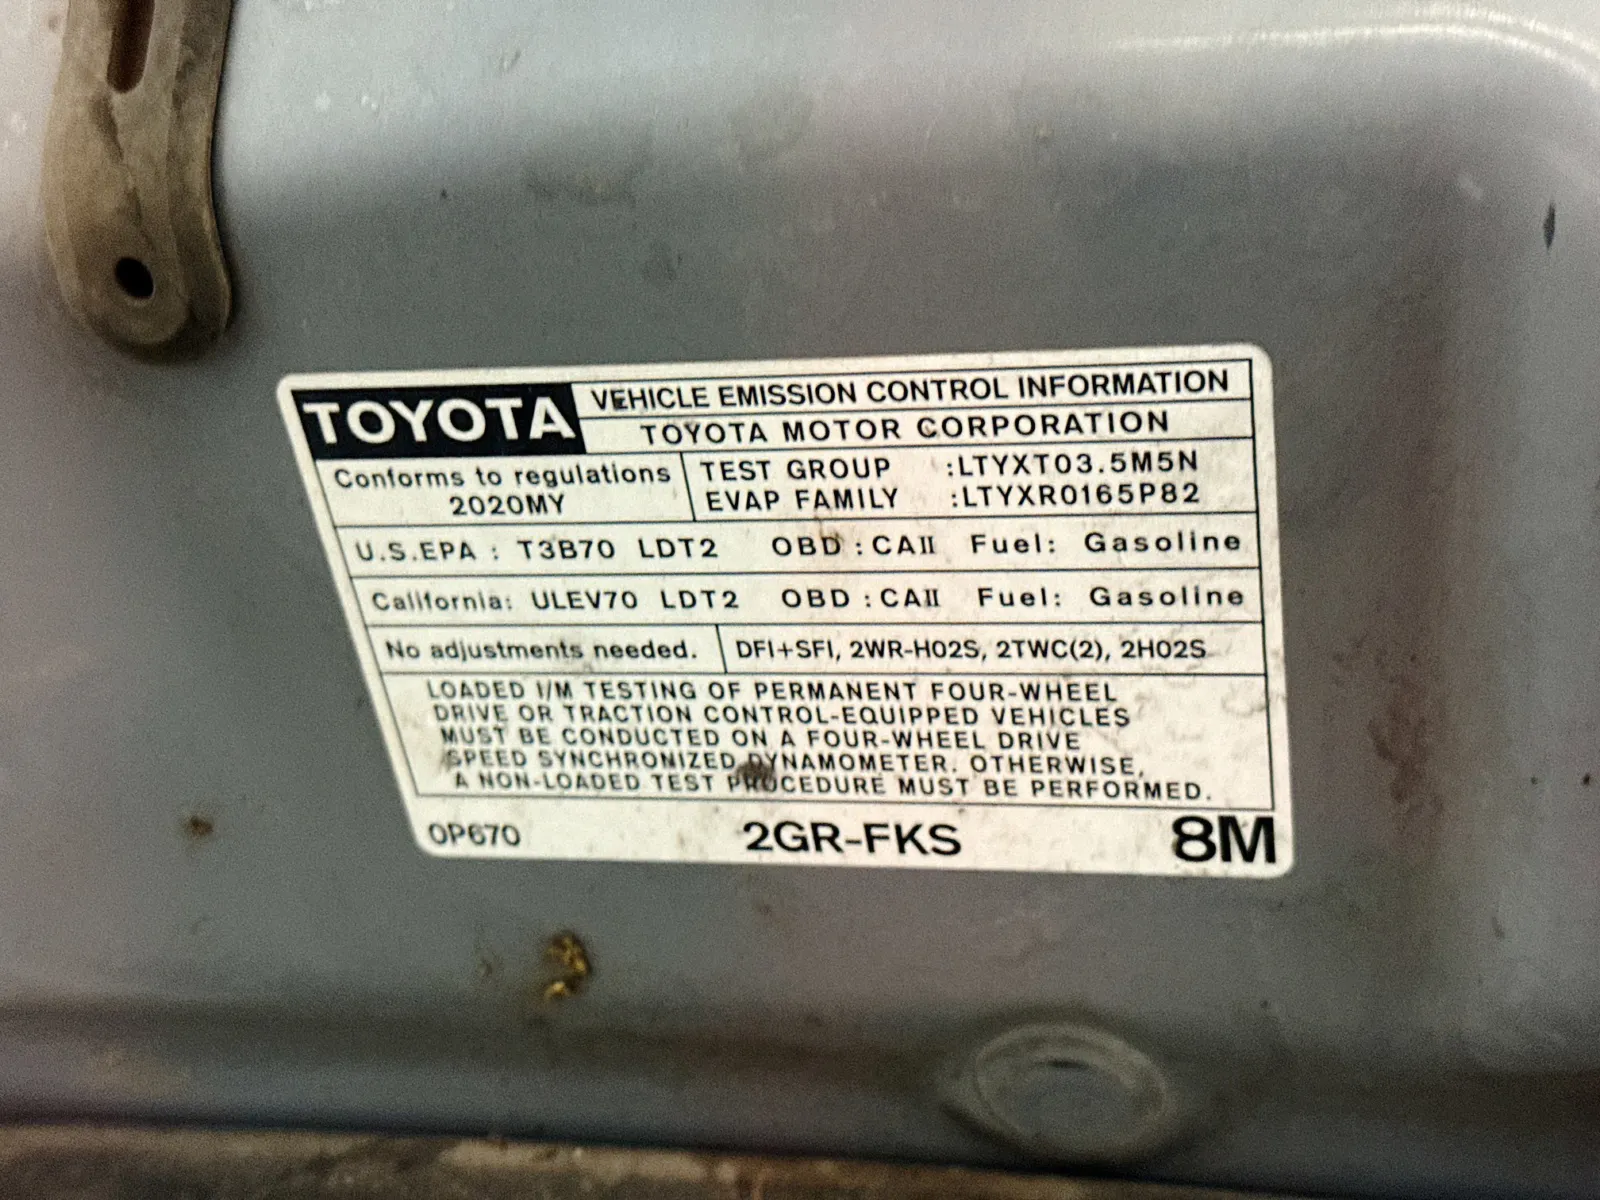 TOYOTA
VEHICLE EMISSION CONTROL INFORMATION
TOYOTA MOTOR CORPORATION
Conforms to regulations
2020MY
TEST GROUP :LTYXT03.5M5N
EVAP FAMILY :LTYXR0165P82
U.S.EPA : T3B70 LDT2 OBD : CAII Fuel: Gasoline
California: ULEV70 LDT2 OBD : CAII Fuel: Gasoline
No adjustments needed.
DFI+SFI, 2WR-HO2S, 2TWC(2), 2HO2S
LOADED I/M TESTING OF PERMANENT FOUR-WHEEL
DRIVE OR TRACTION CONTROL-EQUIPPED VEHICLES
MUST BE CONDUCTED ON A FOUR-WHEEL DRIVE
SPEED SYNCHRONIZED DYNAMOMETER. OTHERWISE,
A NON-LOADED TEST PROCEDURE MUST BE PERFORMED.
0P670 2GR-FKS 8M